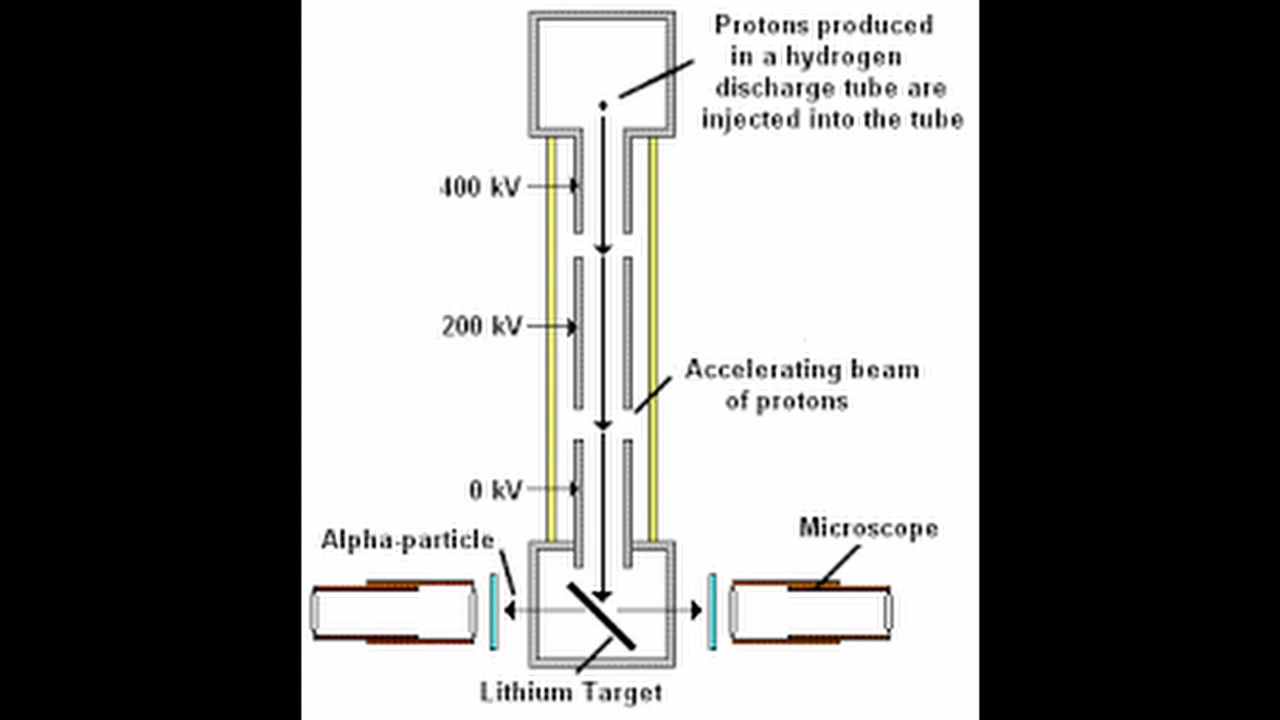 Protons produced
in a hydrogen
discharge tube are
injected into the tube
400 kV
200 kV
Accelerating beam
of protons
0 kV
Microscope
Alpha-particle
Lithium Target